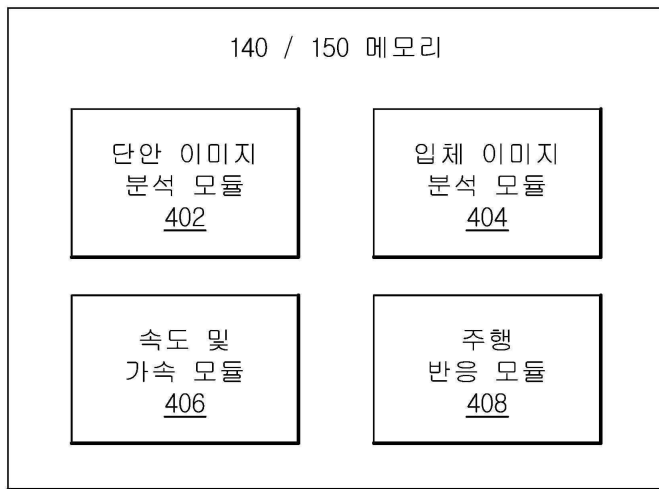 140 / 150 메모리
단안 이미지
분석 모듈
402
입체 이미지
분석 모듈
404
속도 및
가속 모듈
406
주행
반응 모듈
408